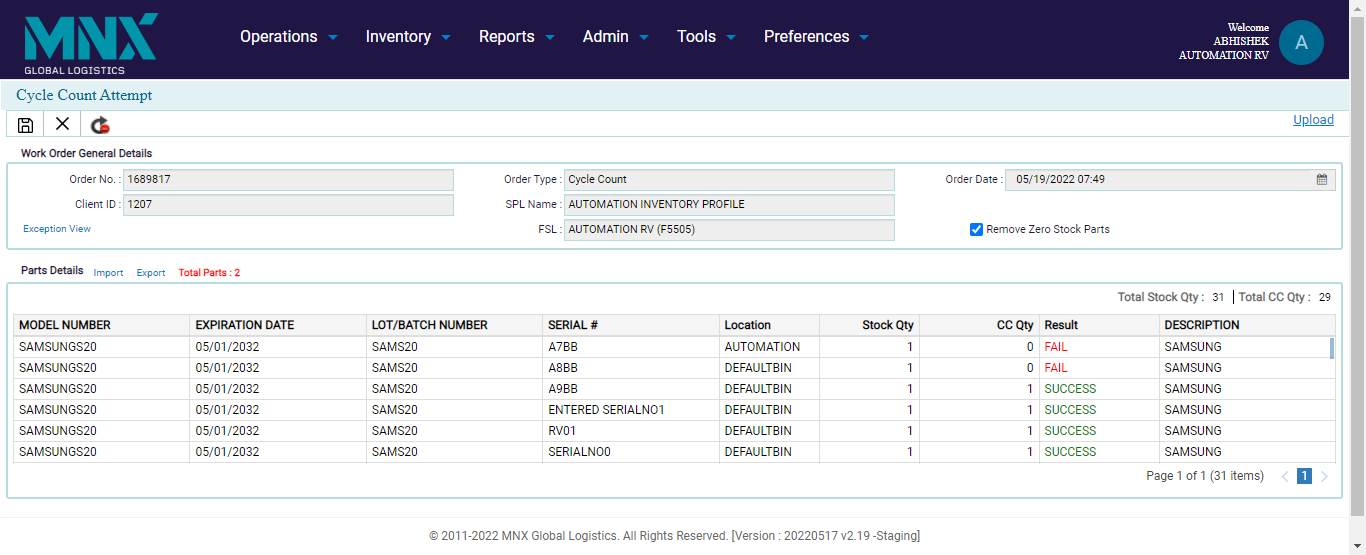 MNX
GLOBAL LOGISTICS
Operations Inventory Reports Admin Tools Preferences
Welcome
ABHISHEK
AUTOMATION RV
A
Cycle Count Attempt
Upload
Work Order General Details
Order No. : 1689817 Order Type : Cycle Count Order Date : 05/19/2022 07:49
Client ID : 1207 SPL Name : AUTOMATION INVENTORY PROFILE
Exception View FSL : AUTOMATION RV (F5505) Remove Zero Stock Parts
Parts Details Import Export Total Parts : 2
Total Stock Qty : 31 Total CC Qty : 29
MODEL NUMBER EXPIRATION DATE LOT/BATCH NUMBER SERIAL # Location Stock Qty CC Qty Result DESCRIPTION
SAMSUNGS20 05/01/2032 SAMS20 A7BB AUTOMATION 1 0 FAIL SAMSUNG
SAMSUNGS20 05/01/2032 SAMS20 A8BB DEFAULTBIN 1 0 FAIL SAMSUNG
SAMSUNGS20 05/01/2032 SAMS20 A9BB DEFAULTBIN 1 1 SUCCESS SAMSUNG
SAMSUNGS20 05/01/2032 SAMS20 ENTERED SERIALNO1 DEFAULTBIN 1 1 SUCCESS SAMSUNG
SAMSUNGS20 05/01/2032 SAMS20 RV01 DEFAULTBIN 1 1 SUCCESS SAMSUNG
SAMSUNGS20 05/01/2032 SAMS20 SERIALNO0 DEFAULTBIN 1 1 SUCCESS SAMSUNG
Page 1 of 1 (31 items) 1
© 2011-2022 MNX Global Logistics. All Rights Reserved. [Version : 20220517 v2.19 -Staging]